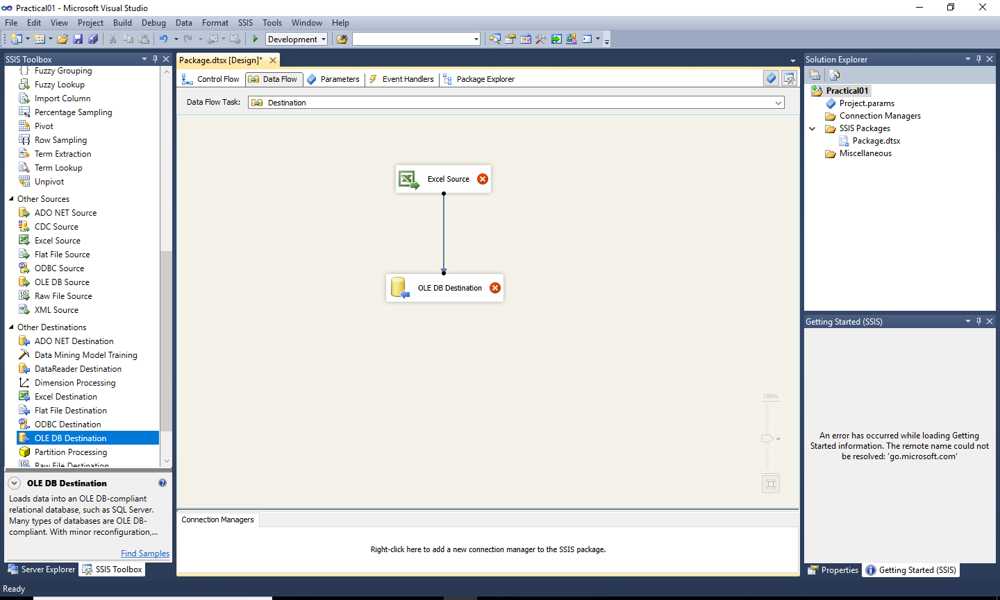 Practical01 - Microsoft Visual Studio
File Edit View Project Build Debug Data Format SSIS Tools Window Help
Development
SSIS Toolbox
Fuzzy Grouping
Fuzzy Lookup
Import Column
Percentage Sampling
Pivot
Row Sampling
Term Extraction
Term Lookup
Unpivot
Other Sources
ADO NET Source
CDC Source
Excel Source
Flat File Source
ODBC Source
OLE DB Source
Raw File Source
XML Source
Other Destinations
ADO NET Destination
Data Mining Model Training
DataReader Destination
Dimension Processing
Excel Destination
Flat File Destination
ODBC Destination
OLE DB Destination
Partition Processing
Raw File Destination
OLE DB Destination
Loads data into an OLE DB-compliant
relational database, such as SQL Server.
Many types of databases are OLE DB-
compliant. With minor reconfiguration,...
Find Samples
Server Explorer SSIS Toolbox
Package.dtsx [Design]*
Control Flow Data Flow Parameters Event Handlers Package Explorer
Data Flow Task: Destination
Excel Source
OLE DB Destination
100%
Connection Managers
Right-click here to add a new connection manager to the SSIS package.
Solution Explorer
Practical01
Project.params
Connection Managers
SSIS Packages
Package.dtsx
Miscellaneous
Getting Started (SSIS)
An error has occurred while loading Getting
Started information. The remote name could not
be resolved: 'go.microsoft.com'
Properties Getting Started (SSIS)
Ready